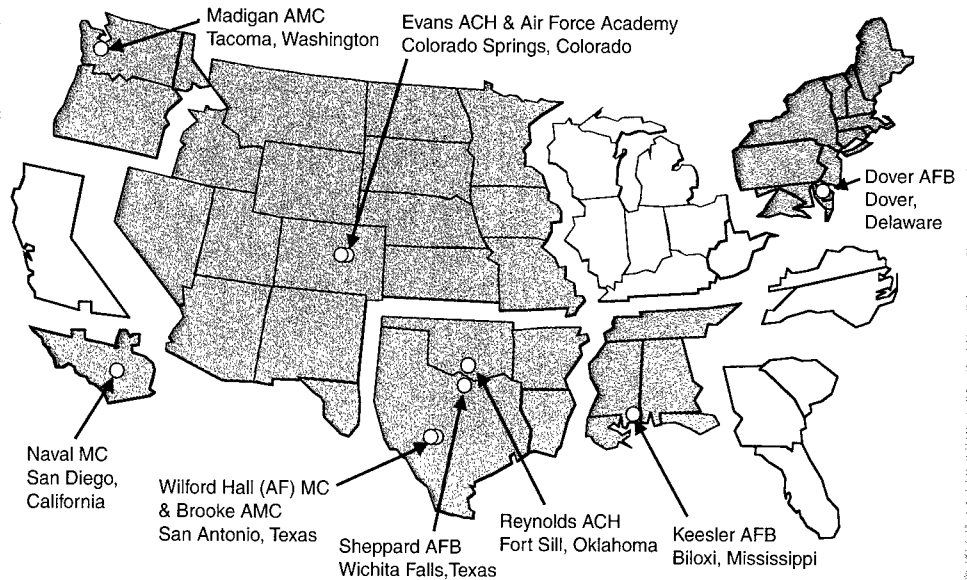 Madigan AMC
Tacoma, Washington
Evans ACH & Air Force Academy
Colorado Springs, Colorado
Dover AFB
Dover,
Delaware
Naval MC
San Diego,
California
Wilford Hall (AF) MC
& Brooke AMC
San Antonio, Texas
Sheppard AFB
Wichita Falls,Texas
Reynolds ACH
Fort Sill, Oklahoma
Keesler AFB
Biloxi, Mississippi